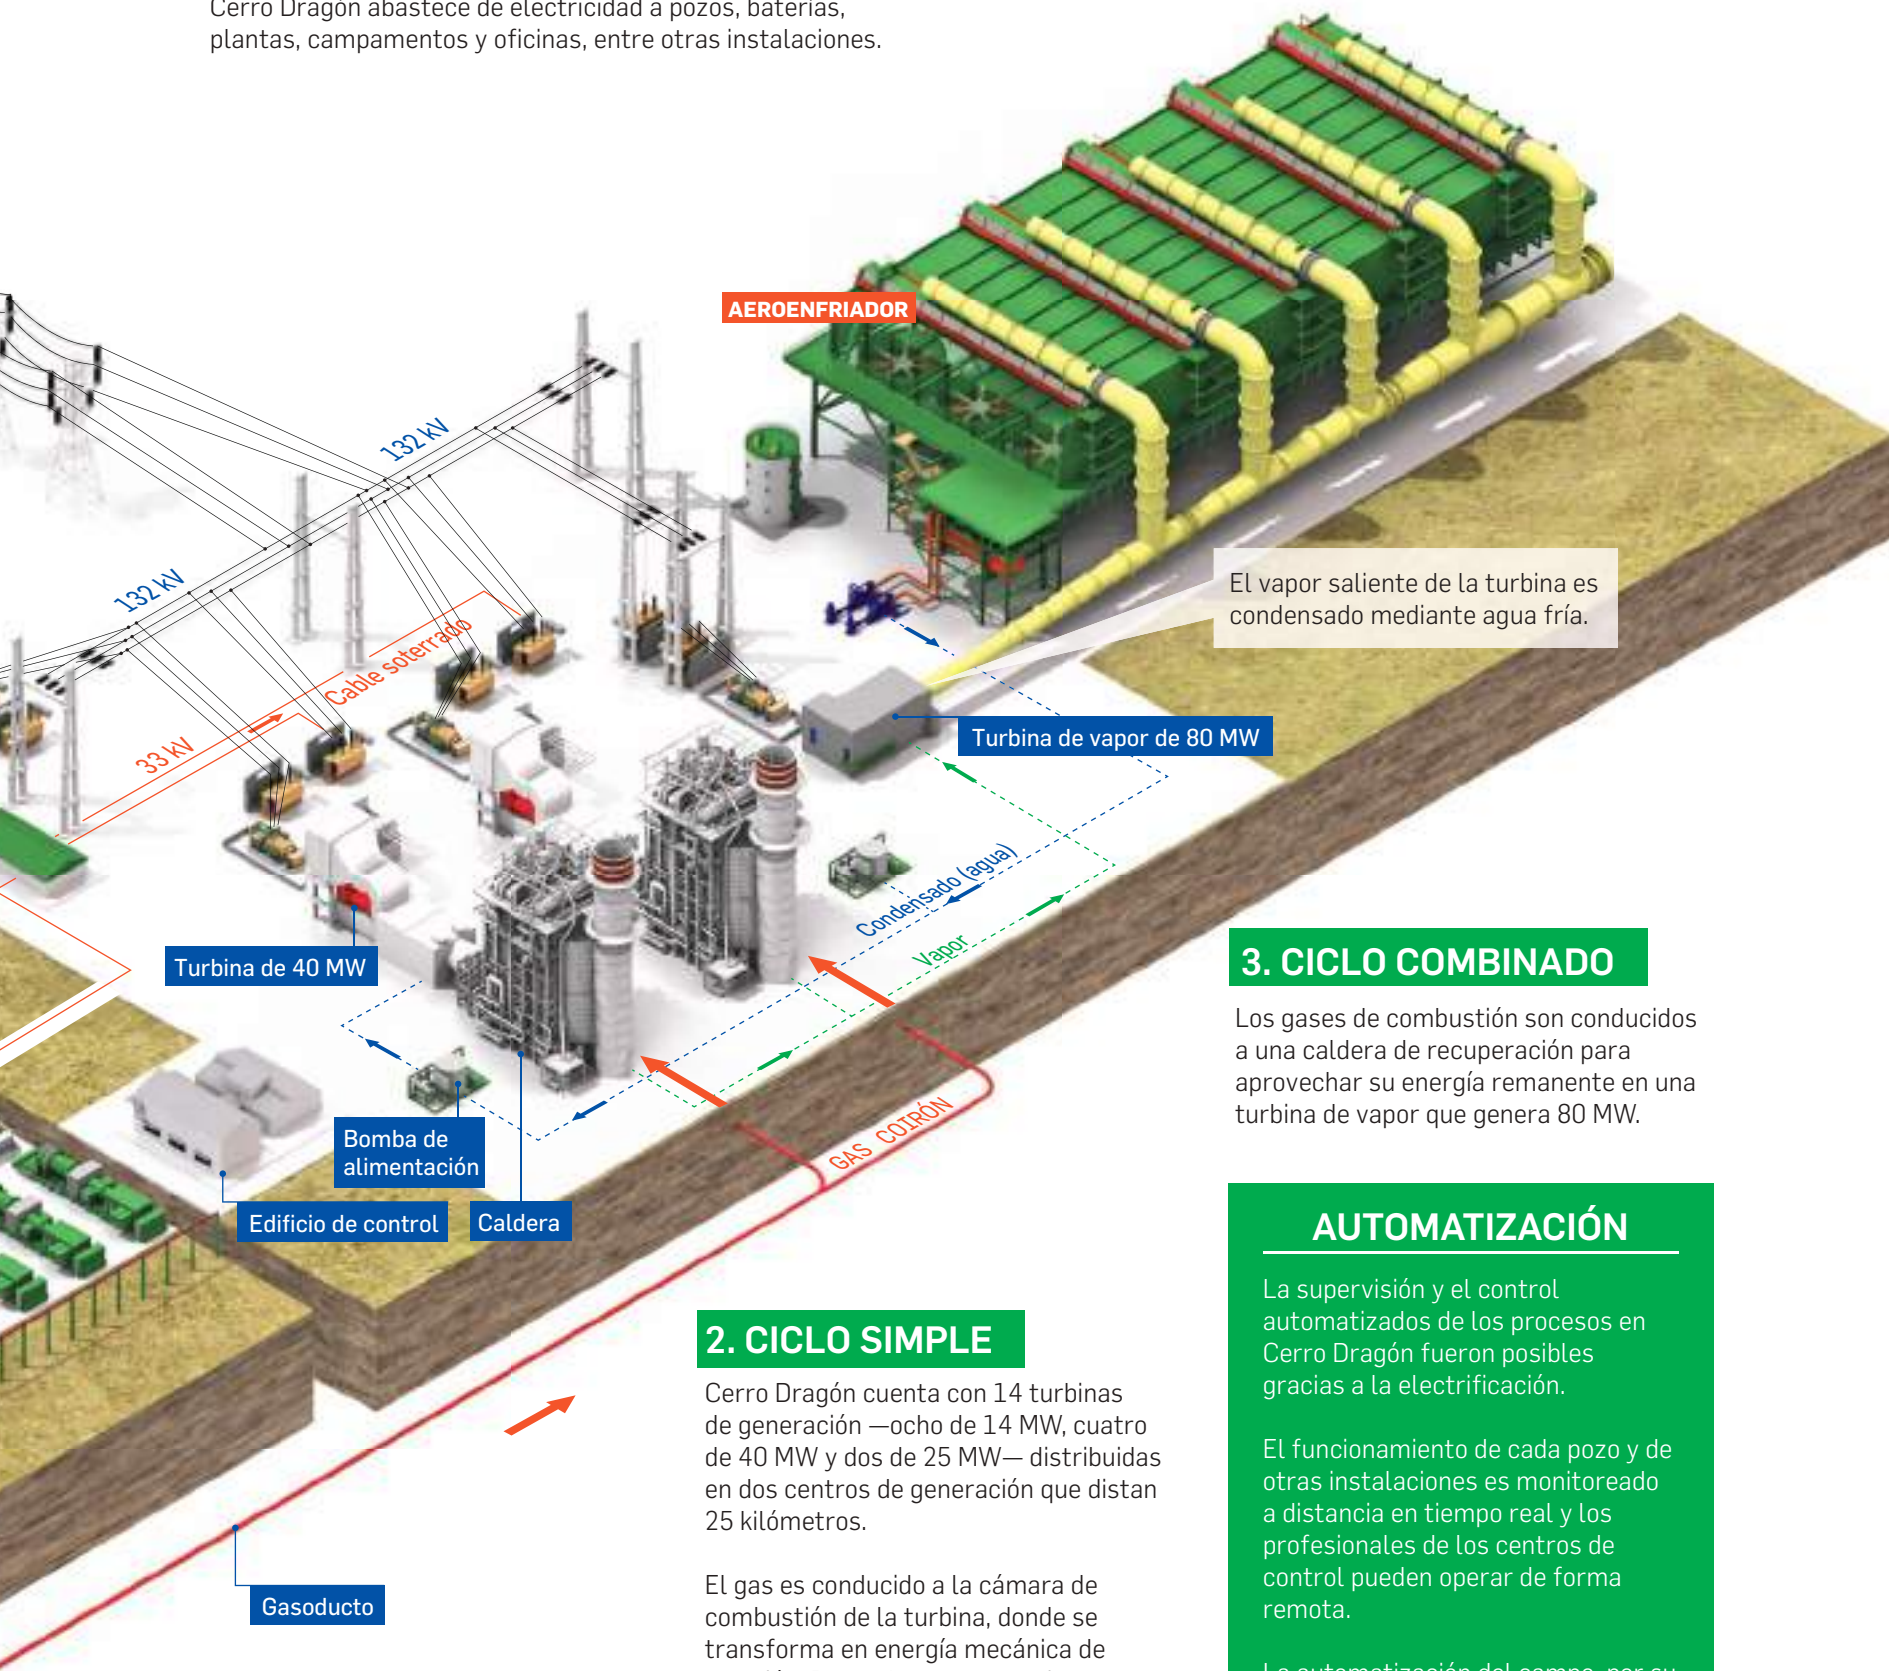 Cerro Dragón abastece de electricidad a pozos, baterías,
plantas, campamentos y oficinas, entre otras instalaciones.
AEROENFRIADOR
132 kV
132 kV
Cable soterrado
33 kV
El vapor saliente de la turbina es
condensado mediante agua fría.
Turbina de vapor de 80 MW
Condensado (agua)
Vapor
Turbina de 40 MW
GAS COIRÓN
Bomba de
alimentación
Edificio de control
Caldera
Gasoducto
3. CICLO COMBINADO
Los gases de combustión son conducidos
a una caldera de recuperación para
aprovechar su energía remanente en una
turbina de vapor que genera 80 MW.
2. CICLO SIMPLE
Cerro Dragón cuenta con 14 turbinas
de generación —ocho de 14 MW, cuatro
de 40 MW y dos de 25 MW— distribuidas
en dos centros de generación que distan
25 kilómetros.
El gas es conducido a la cámara de
combustión de la turbina, donde se
transforma en energía mecánica de
AUTOMATIZACIÓN
La supervisión y el control
automatizados de los procesos en
Cerro Dragón fueron posibles
gracias a la electrificación.
El funcionamiento de cada pozo y de
otras instalaciones es monitoreado
a distancia en tiempo real y los
profesionales de los centros de
control pueden operar de forma
remota.
La automatización del campo, por su